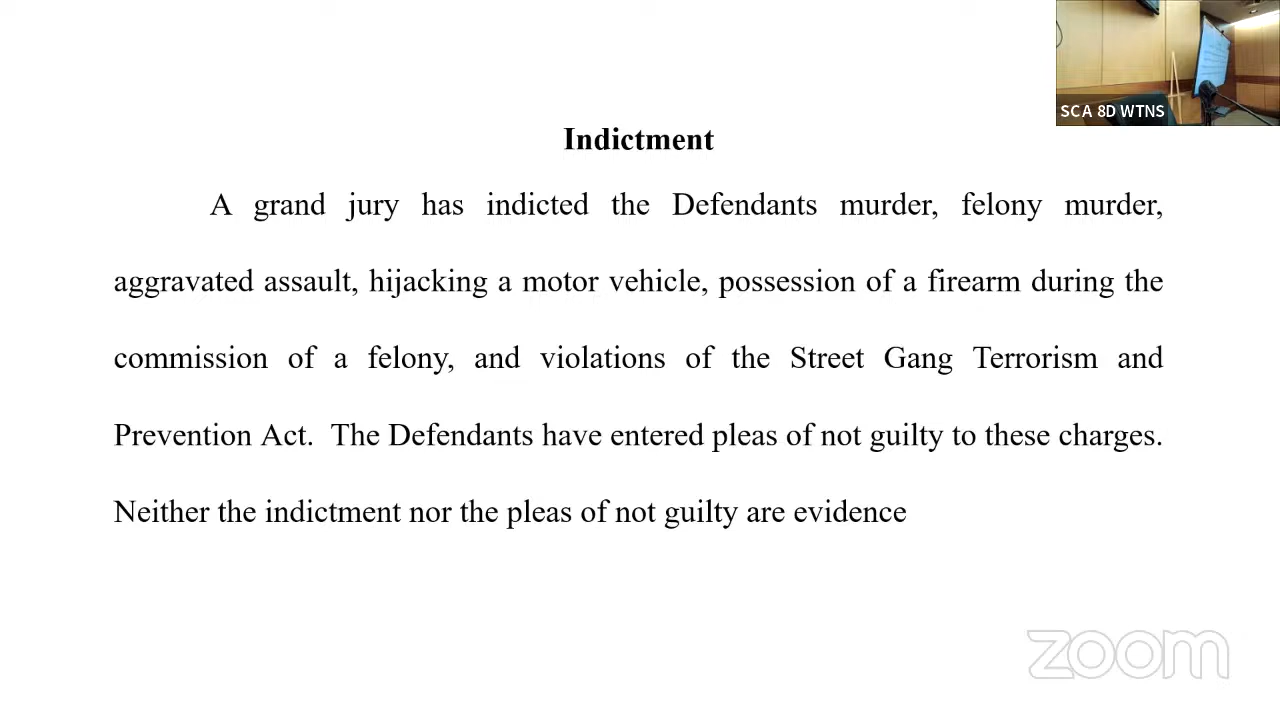 SCA 8D WTNS
Indictment
A grand jury has indicted the Defendants murder, felony murder,
aggravated assault, hijacking a motor vehicle, possession of a firearm during the
commission of a felony, and violations of the Street Gang Terrorism and
Prevention Act.  The Defendants have entered pleas of not guilty to these charges.
Neither the indictment nor the pleas of not guilty are evidence
zoom